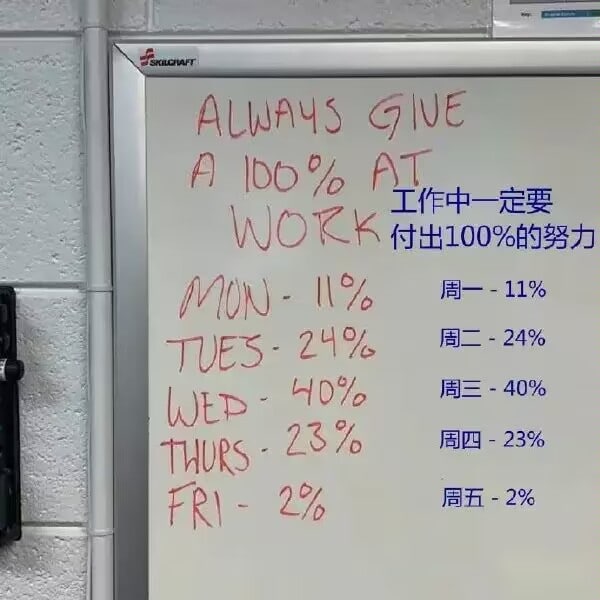 SKILCRAFT
ALWAYS GIVE
A 100% AT
WORK
工作中一定要
付出100%的努力
MON - 11%
周一 - 11%
TUES - 24%
周二 - 24%
WED - 40%
周三 - 40%
THURS - 23%
周四 - 23%
FRI - 2%
周五 - 2%